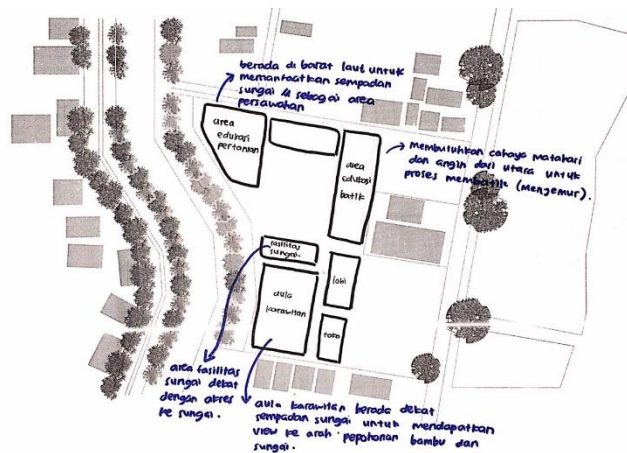 berada di barat laut untuk
memanfaatkan sempadan
sungai sebagai area
persawahan
area
edukasi
pertanian
area
edukasi
batik
Membutuhkan cahaya matahari
dan angin dari utara untuk
proses membatik (menjemur).
fasilitas
sungai.
lobi
aula
karawitan
toko
area fasilitas
sungai dekat
dengan akses
ke sungai.
aula karawitan berada dekat
sempadan sungai untuk mendapatkan
view ke arah pepohonan bambu dan
sungai.